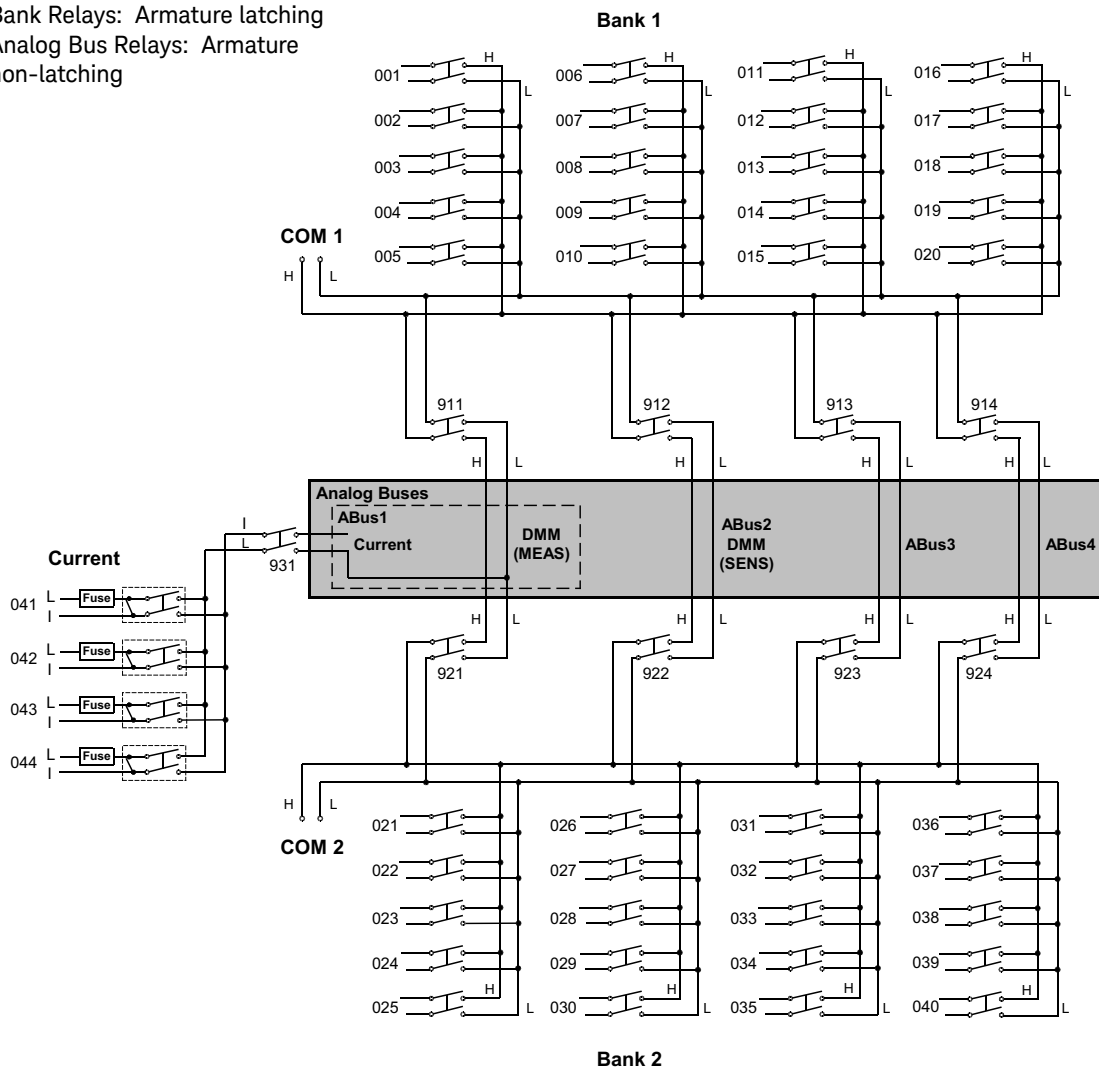 Bank Relays: Armature latching
Analog Bus Relays: Armature
non-latching
Bank 1
H H H H
001 006 011 016
L L L L
002 007 012 017
003 008 013 018
004 009 014 019
COM 1
005 010 015 020
H L
911 912 913 914
H L H L H L H L
Analog Buses
ABus1
Current
DMM
(MEAS)
ABus2
DMM
(SENS)
ABus3
ABus4
I
L
931
Current
041 L Fuse
I
042 L Fuse
I
043 L Fuse
I
044 L Fuse
I
H L H L H L H L
921 922 923 924
H L
COM 2
021 026 031 036
022 027 032 037
023 028 033 038
024 029 034 039
H H H H
025 030 035 040
L L L L
Bank 2